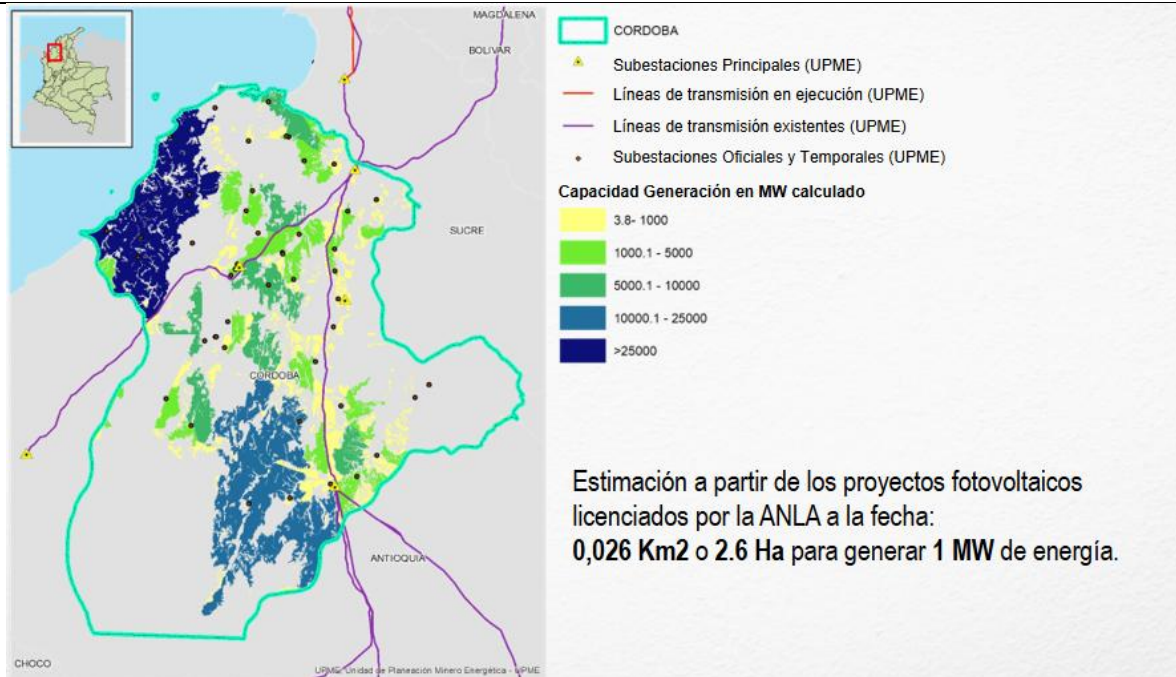 MAGDALENA
BOLIVAR
SUCRE
CORDOBA
ANTIOQUIA
CHOCO
UPME: Unidad de Planeación Minero Energética - UPME
CORDOBA
Subestaciones Principales (UPME)
Líneas de transmisión en ejecución (UPME)
Líneas de transmisión existentes (UPME)
Subestaciones Oficiales y Temporales (UPME)
Capacidad Generación en MW calculado
3.8- 1000
1000.1 - 5000
5000.1 - 10000
10000.1 - 25000
>25000
Estimación a partir de los proyectos fotovoltaicos
licenciados por la ANLA a la fecha:
0,026 Km2 o 2.6 Ha para generar 1 MW de energía.